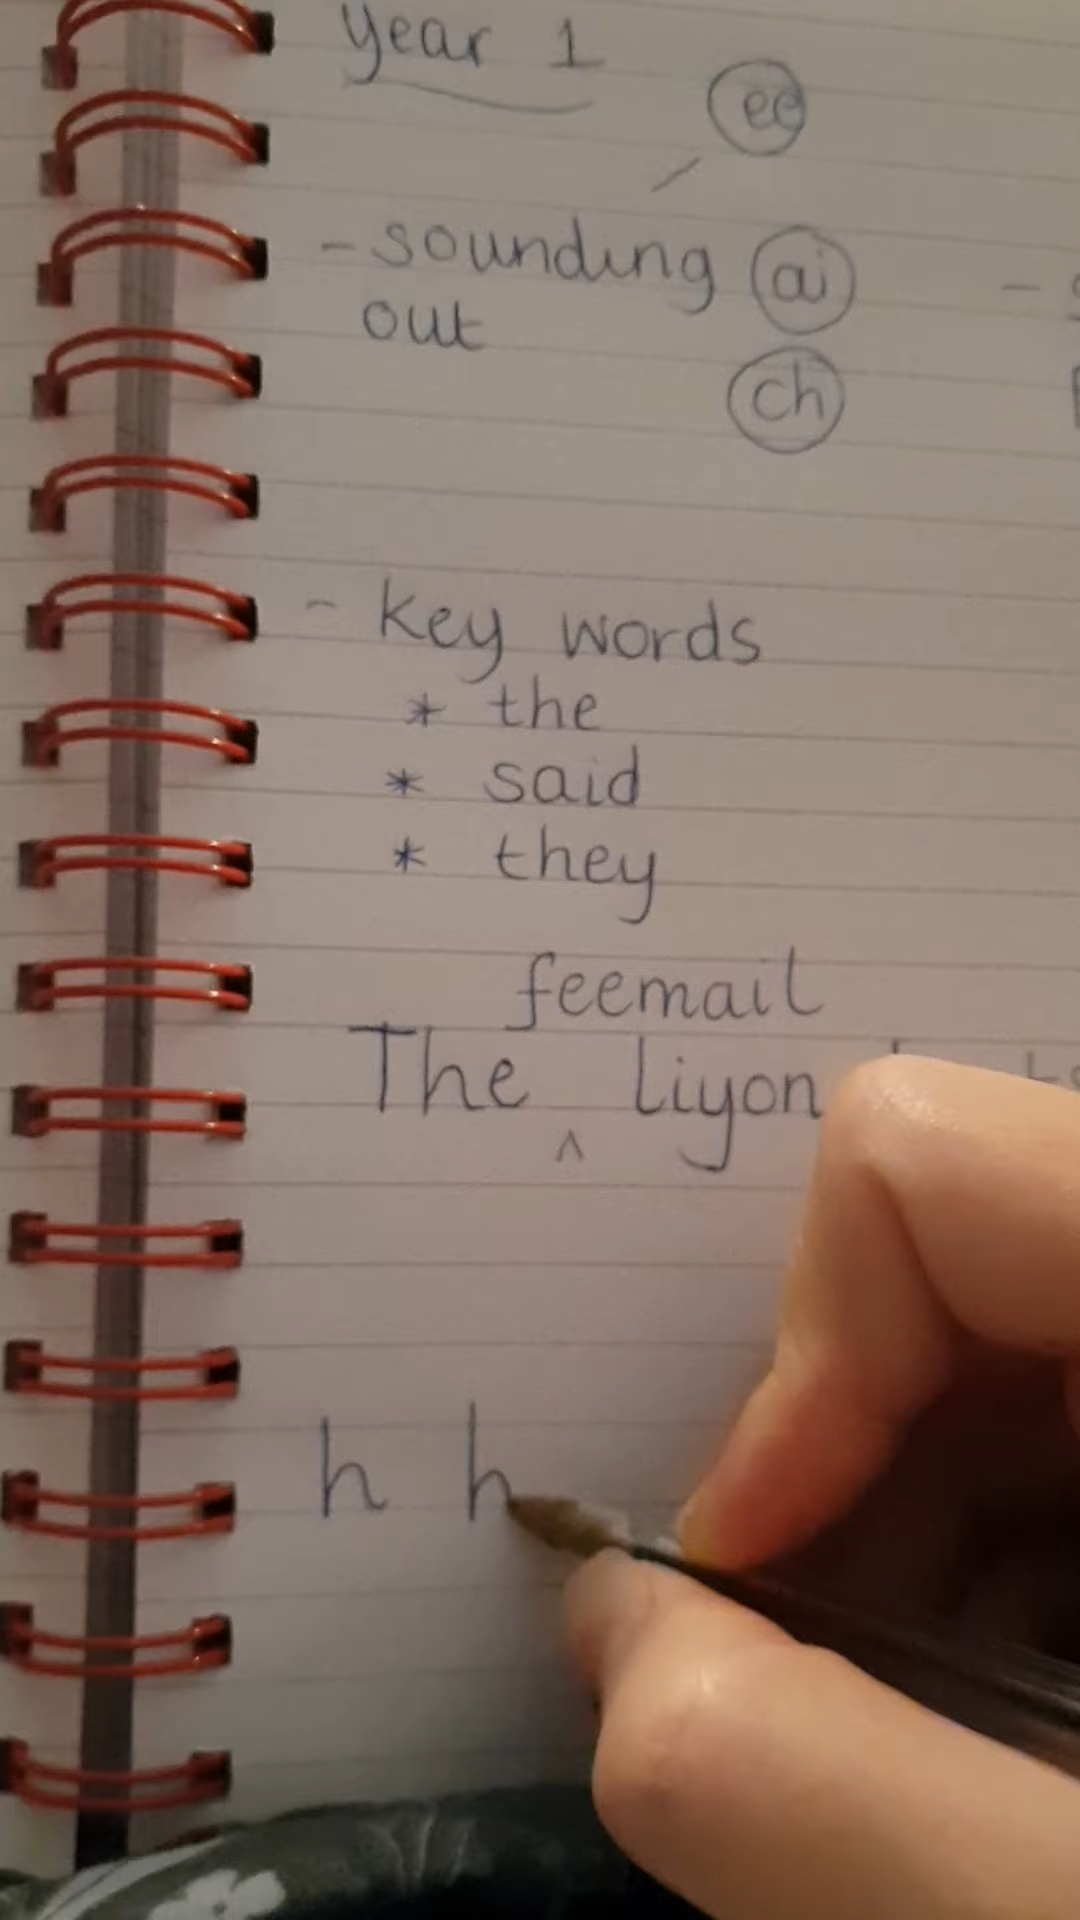 year 1
ee
- sounding ai
out
ch
- key words
* the
* said
* they
feemail
The ^ liyon
h h